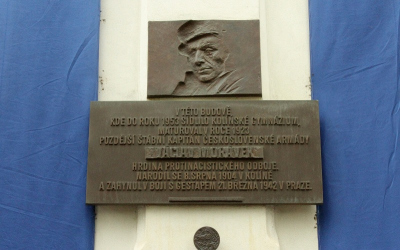 V TÉTO BUDOVĚ
KDE DO ROKU 1953 SÍDLILO KOLÍNSKÉ GYMNÁZIUM,
MATUROVAL V ROCE 1923
POZDĚJŠÍ ŠTÁBNÍ KAPITÁN ČESKOSLOVENSKÉ ARMÁDY
VÁCLAV MORÁVEK
HRDINA PROTINACISTICKÉHO ODBOJE.
NARODIL SE 8. SRPNA 1904 V KOLÍNĚ
A ZAHYNUL V BOJI S GESTAPEM 21. BŘEZNA 1942 V PRAZE.